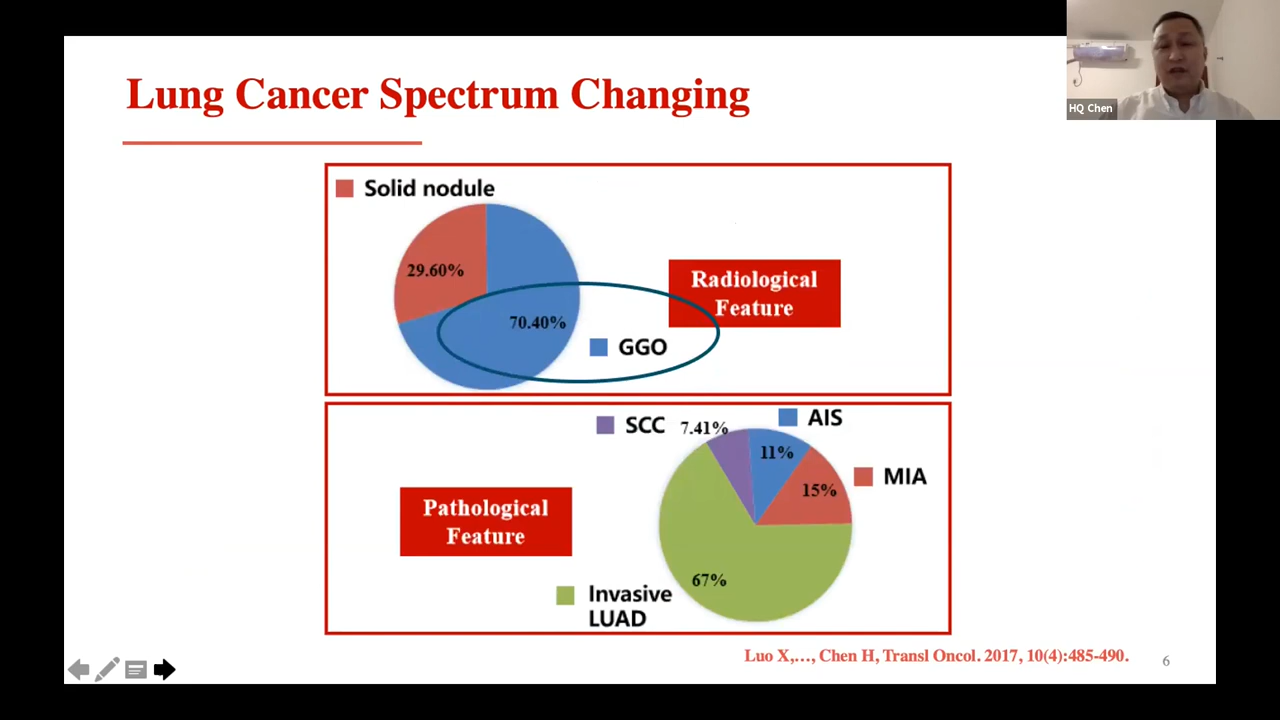 HQ Chen
Lung Cancer Spectrum Changing
Solid nodule
29.60%
70.40%
GGO
Radiological
Feature
SCC
7.41%
AIS
11%
MIA
15%
Pathological
Feature
67%
Invasive
LUAD
Luo X,..., Chen H, Transl Oncol. 2017, 10(4):485-490.
6